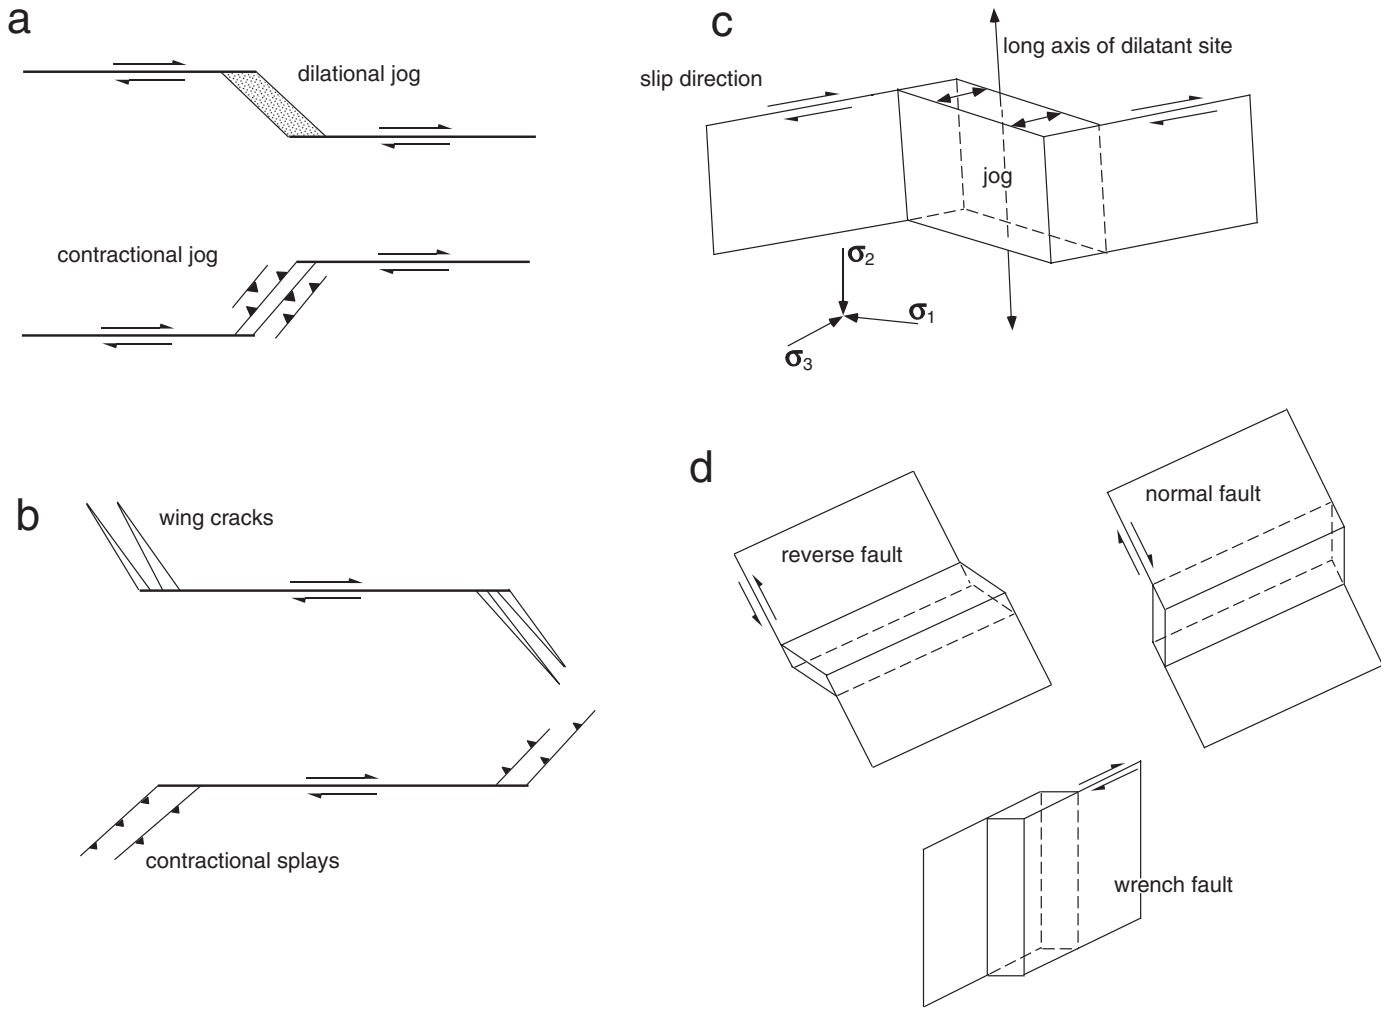 a
dilational jog
contractional jog
b
wing cracks
contractional splays
c
long axis of dilatant site
slip direction
jog
σ2
σ1
σ3
d
reverse fault
normal fault
wrench fault